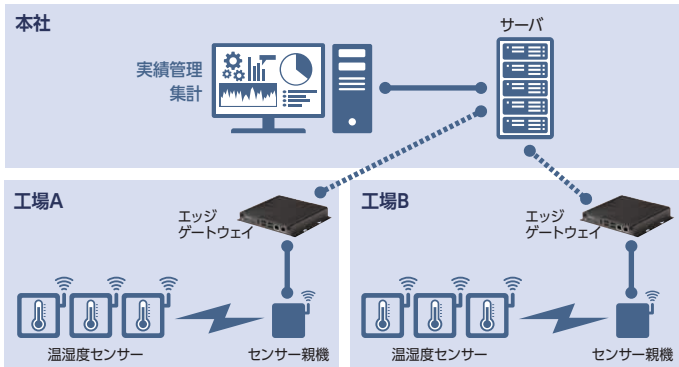 本社
サーバ
実績管理
集計
工場A
エッジ
ゲートウェイ
温湿度センサー
センサー親機
工場B
エッジ
ゲートウェイ
温湿度センサー
センサー親機